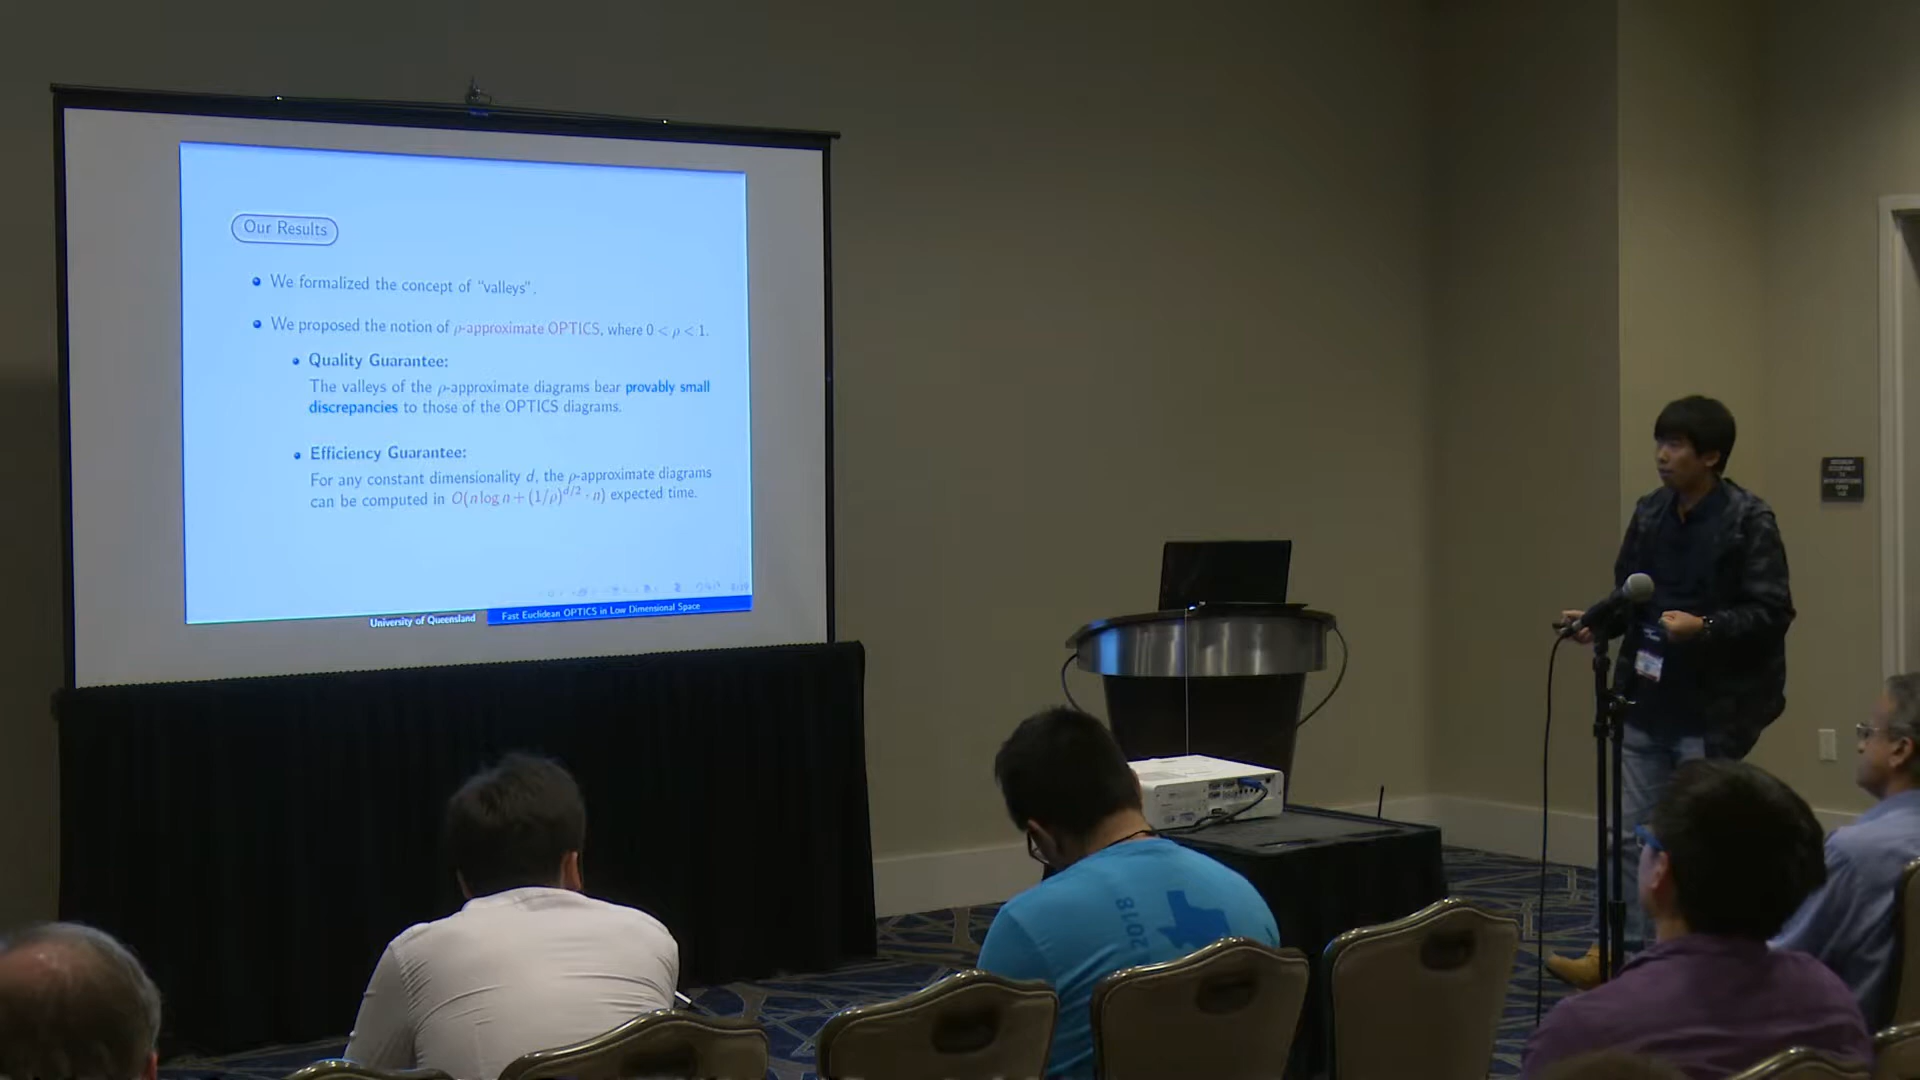 Our Results
We formalized the concept of "valleys".
We proposed the notion of ρ-approximate OPTICS, where 0 < ρ < 1.
Quality Guarantee:
The valleys of the ρ-approximate diagrams bear provably small
discrepancies to those of the OPTICS diagrams.
Efficiency Guarantee:
For any constant dimensionality d, the ρ-approximate diagrams
can be computed in O(n log n + (1/ρ)^{d/2} · n) expected time.
University of Queensland
Fast Euclidean OPTICS in Low Dimensional Space
2018